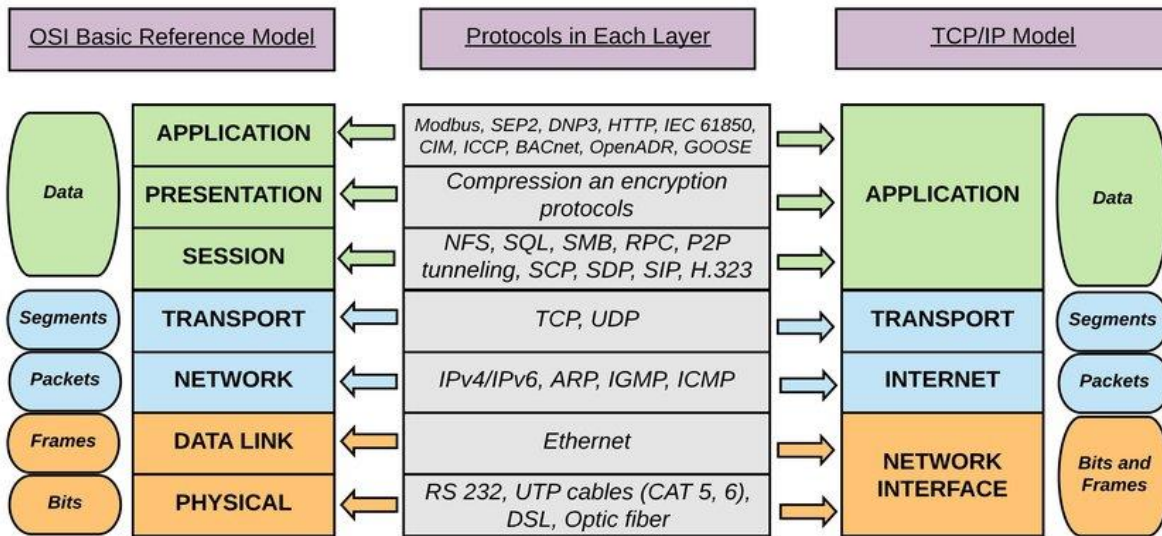 OSI Basic Reference Model
Protocols in Each Layer
TCP/IP Model
Data
APPLICATION
Modbus, SEP2, DNP3, HTTP, IEC 61850,
CIM, ICCP, BACnet, OpenADR, GOOSE
APPLICATION
Data
PRESENTATION
Compression an encryption
protocols
SESSION
NFS, SQL, SMB, RPC, P2P
tunneling, SCP, SDP, SIP, H.323
Segments
TRANSPORT
TCP, UDP
TRANSPORT
Segments
Packets
NETWORK
IPv4/IPv6, ARP, IGMP, ICMP
INTERNET
Packets
Frames
DATA LINK
Ethernet
NETWORK
INTERFACE
Bits and
Frames
Bits
PHYSICAL
RS 232, UTP cables (CAT 5, 6),
DSL, Optic fiber